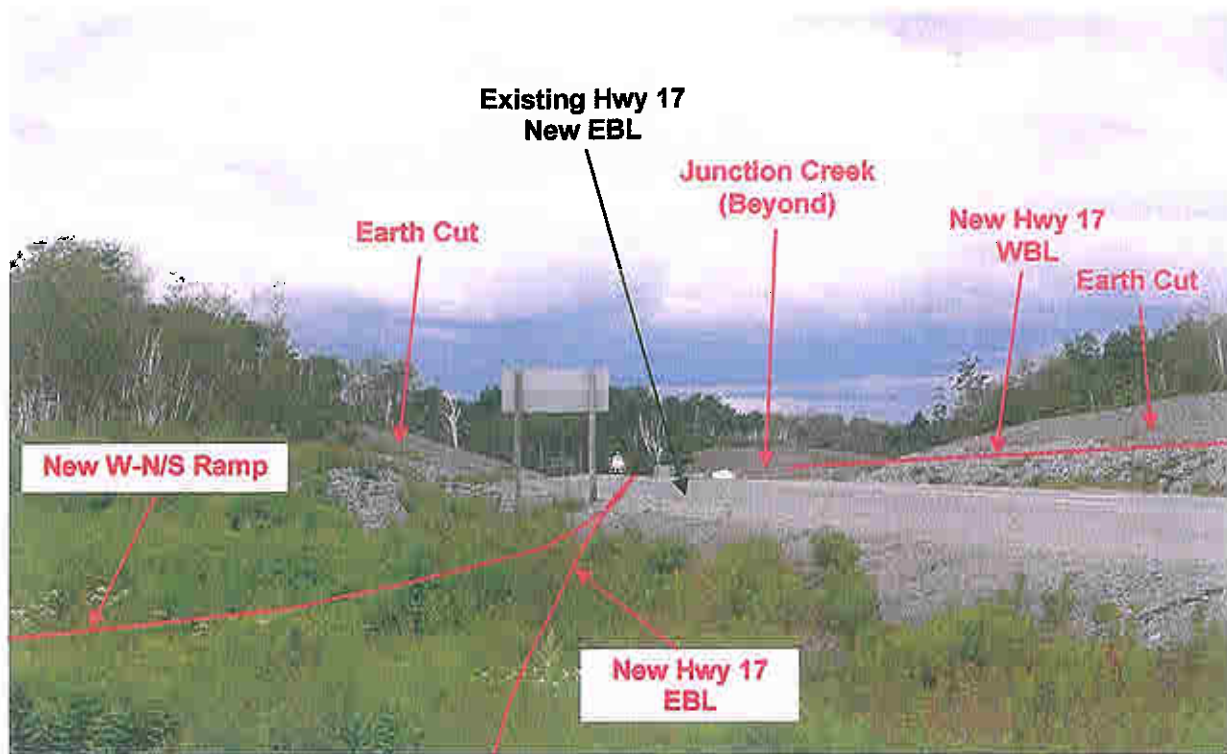 Existing Hwy 17
New EBL
Junction Creek
(Beyond)
Earth Cut
New Hwy 17
WBL
Earth Cut
New W-N/S Ramp
New Hwy 17
EBL